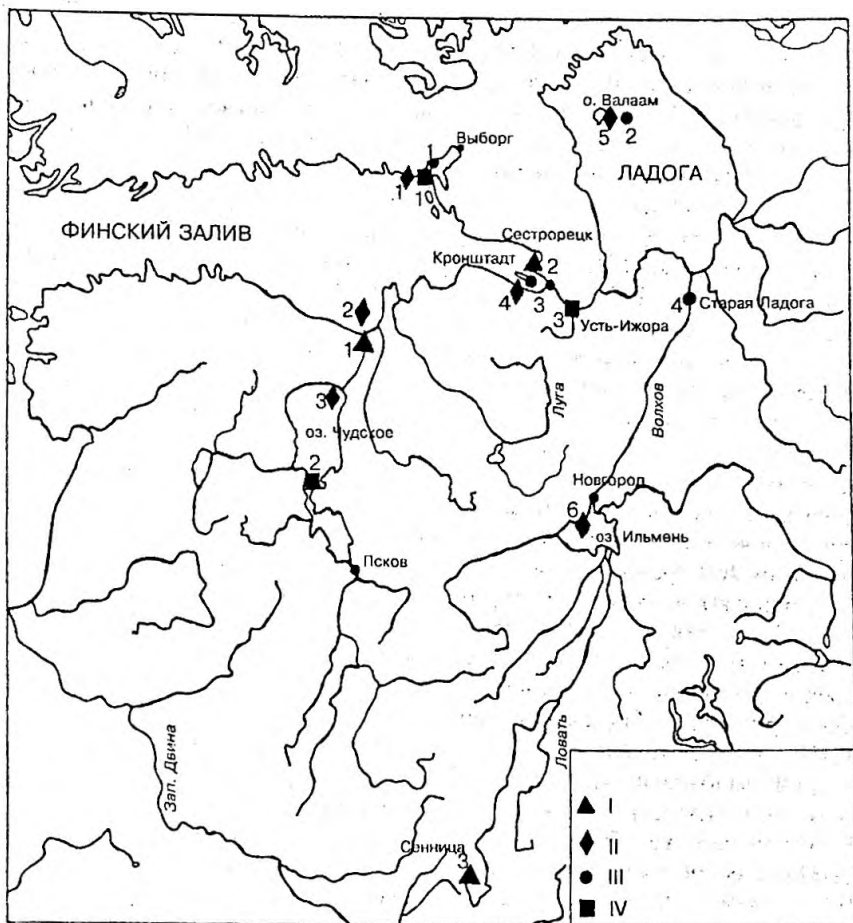 о. Валаам
5 2
1 Выборг
ЛАДОГА
1 10
ФИНСКИЙ ЗАЛИВ
Сестрорецк
Кронштадт 2
4 3
2
3 Усть-Ижора
4 Старая Ладога
1
3
оз. Чудское
Луга
Волхов
2
Новгород
6
оз. Ильмень
Псков
Зап. Двина
Ловать
Сенница
3
I
II
III
IV